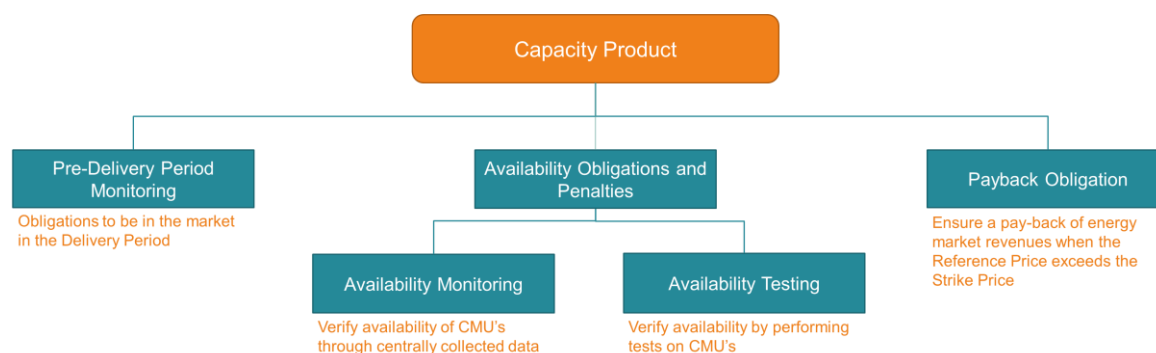 Capacity Product
Pre-Delivery Period
Monitoring
Obligations to be in the market
in the Delivery Period
Availability Obligations and
Penalties
Payback Obligation
Ensure a pay-back of energy
market revenues when the
Reference Price exceeds the
Strike Price
Availability Monitoring
Verify availability of CMU's
through centrally collected data
Availability Testing
Verify availability by performing
tests on CMU's